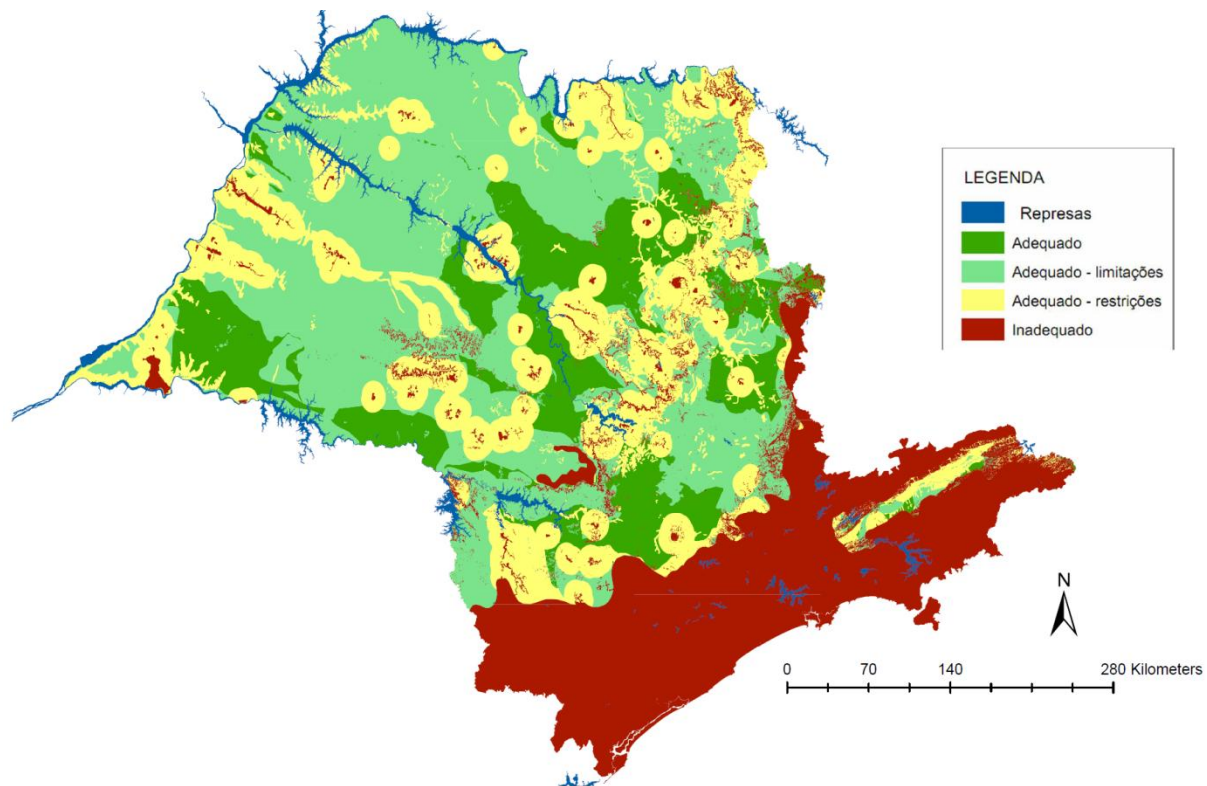 LEGENDA
Represas
Adequado
Adequado - limitações
Adequado - restrições
Inadequado
N
0 70 140 280 Kilometers